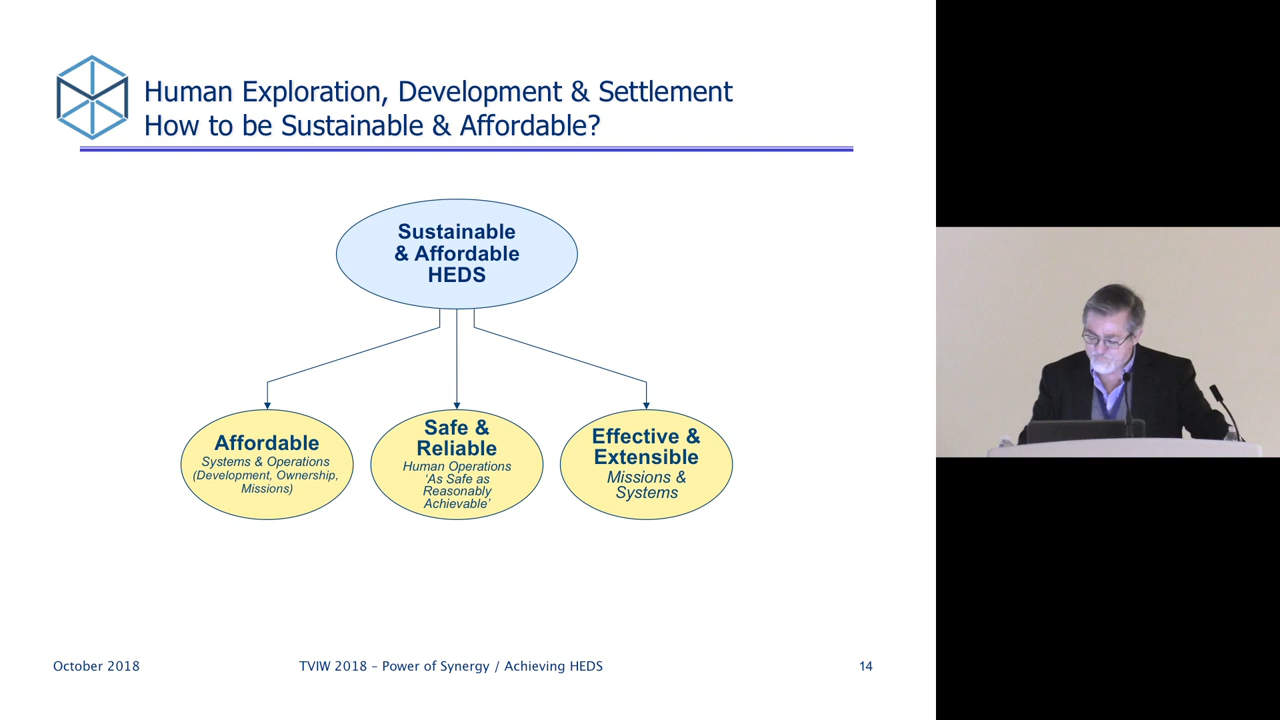 Human Exploration, Development & Settlement
How to be Sustainable & Affordable?
Sustainable
& Affordable
HEDS
Affordable
Systems & Operations
(Development, Ownership,
Missions)
Safe &
Reliable
Human Operations
‘As Safe as
Reasonably
Achievable’
Effective &
Extensible
Missions &
Systems
October 2018
TVIW 2018 – Power of Synergy / Achieving HEDS
14